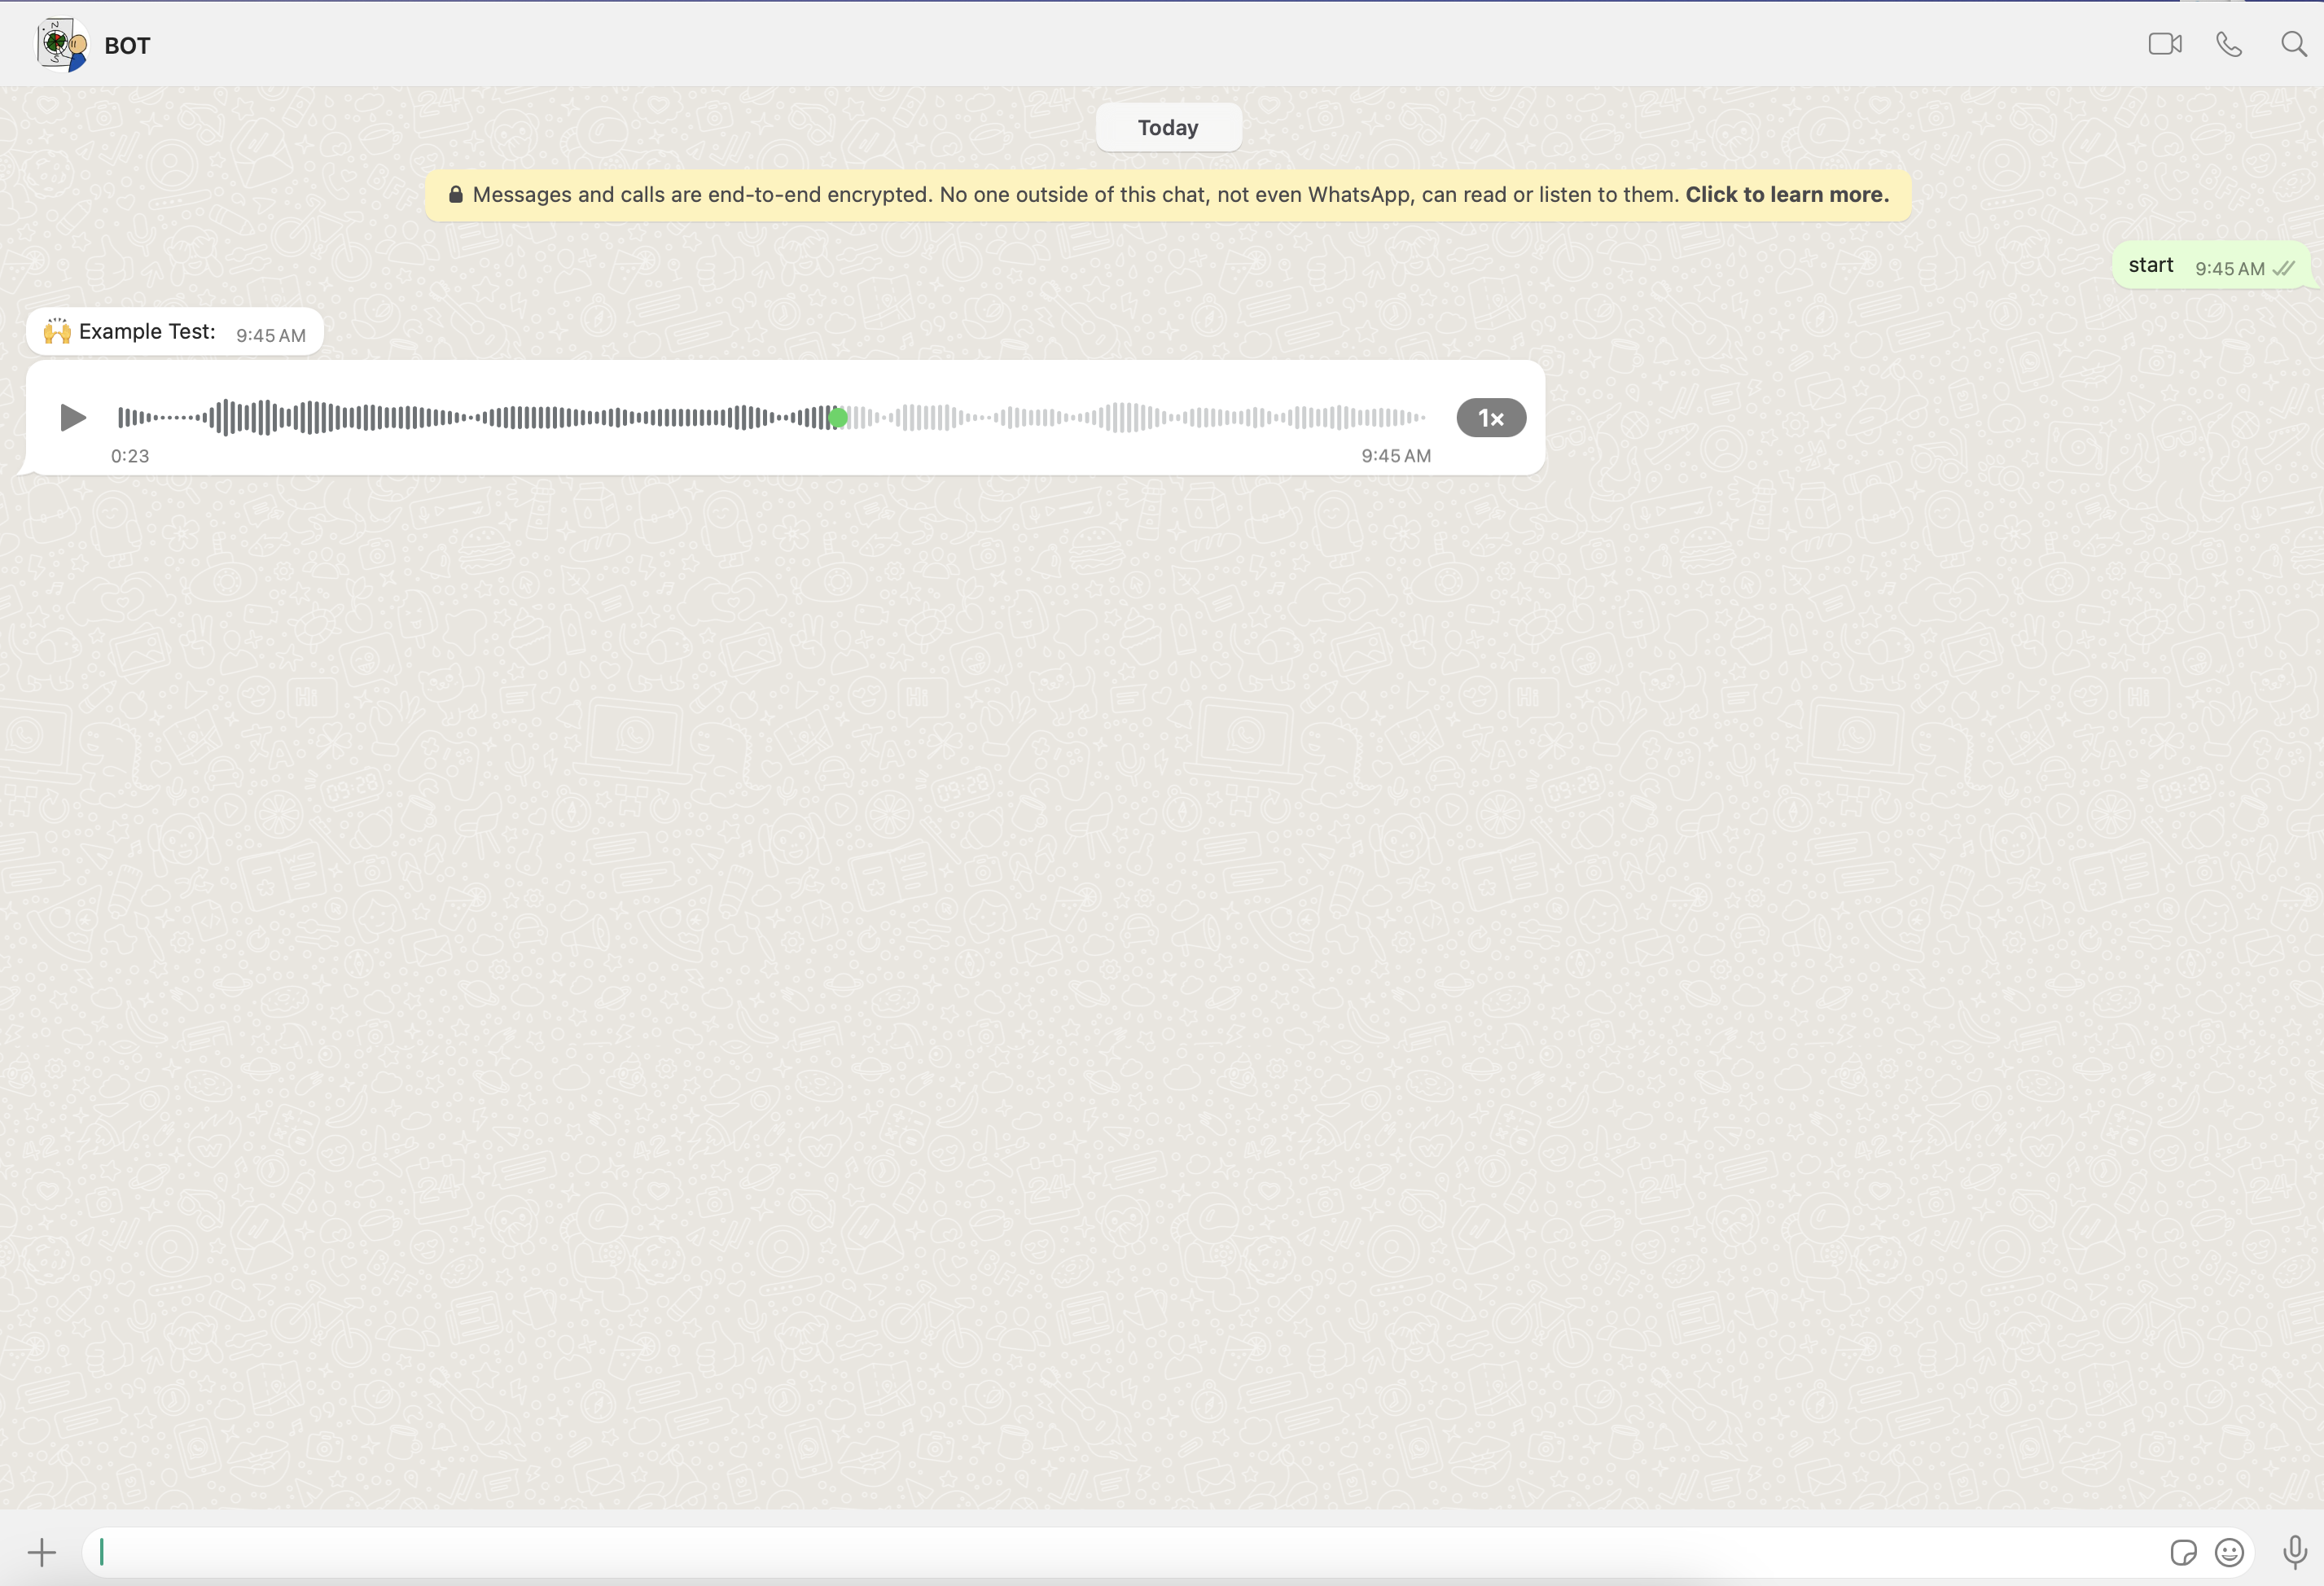 BOT
Today
Messages and calls are end-to-end encrypted. No one outside of this chat, not even WhatsApp, can read or listen to them. Click to learn more.
start 9:45 AM
🙌 Example Test: 9:45 AM
1×
0:23 9:45 AM